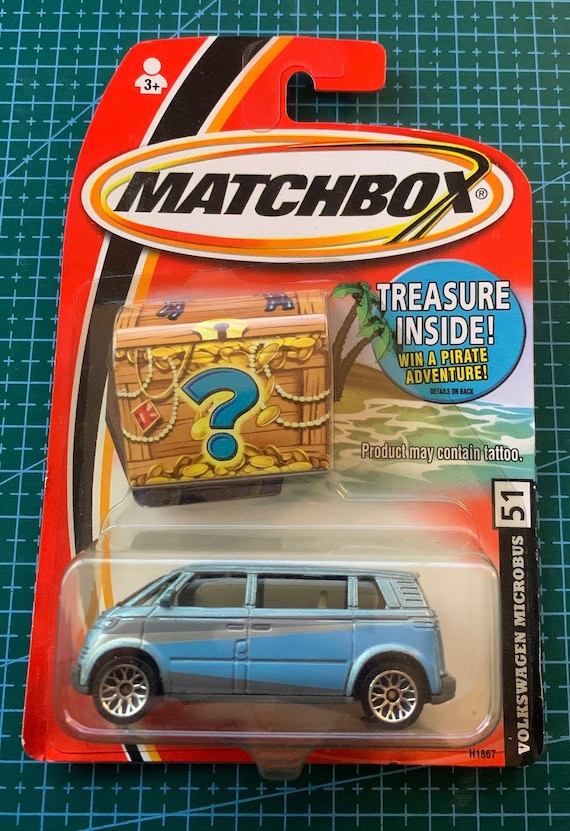 3+
MATCHBOX®
TREASURE
INSIDE!
WIN A PIRATE
ADVENTURE!
DETAILS ON BACK
?
Product may contain tattoo.
51
VOLKSWAGEN MICROBUS
H1867